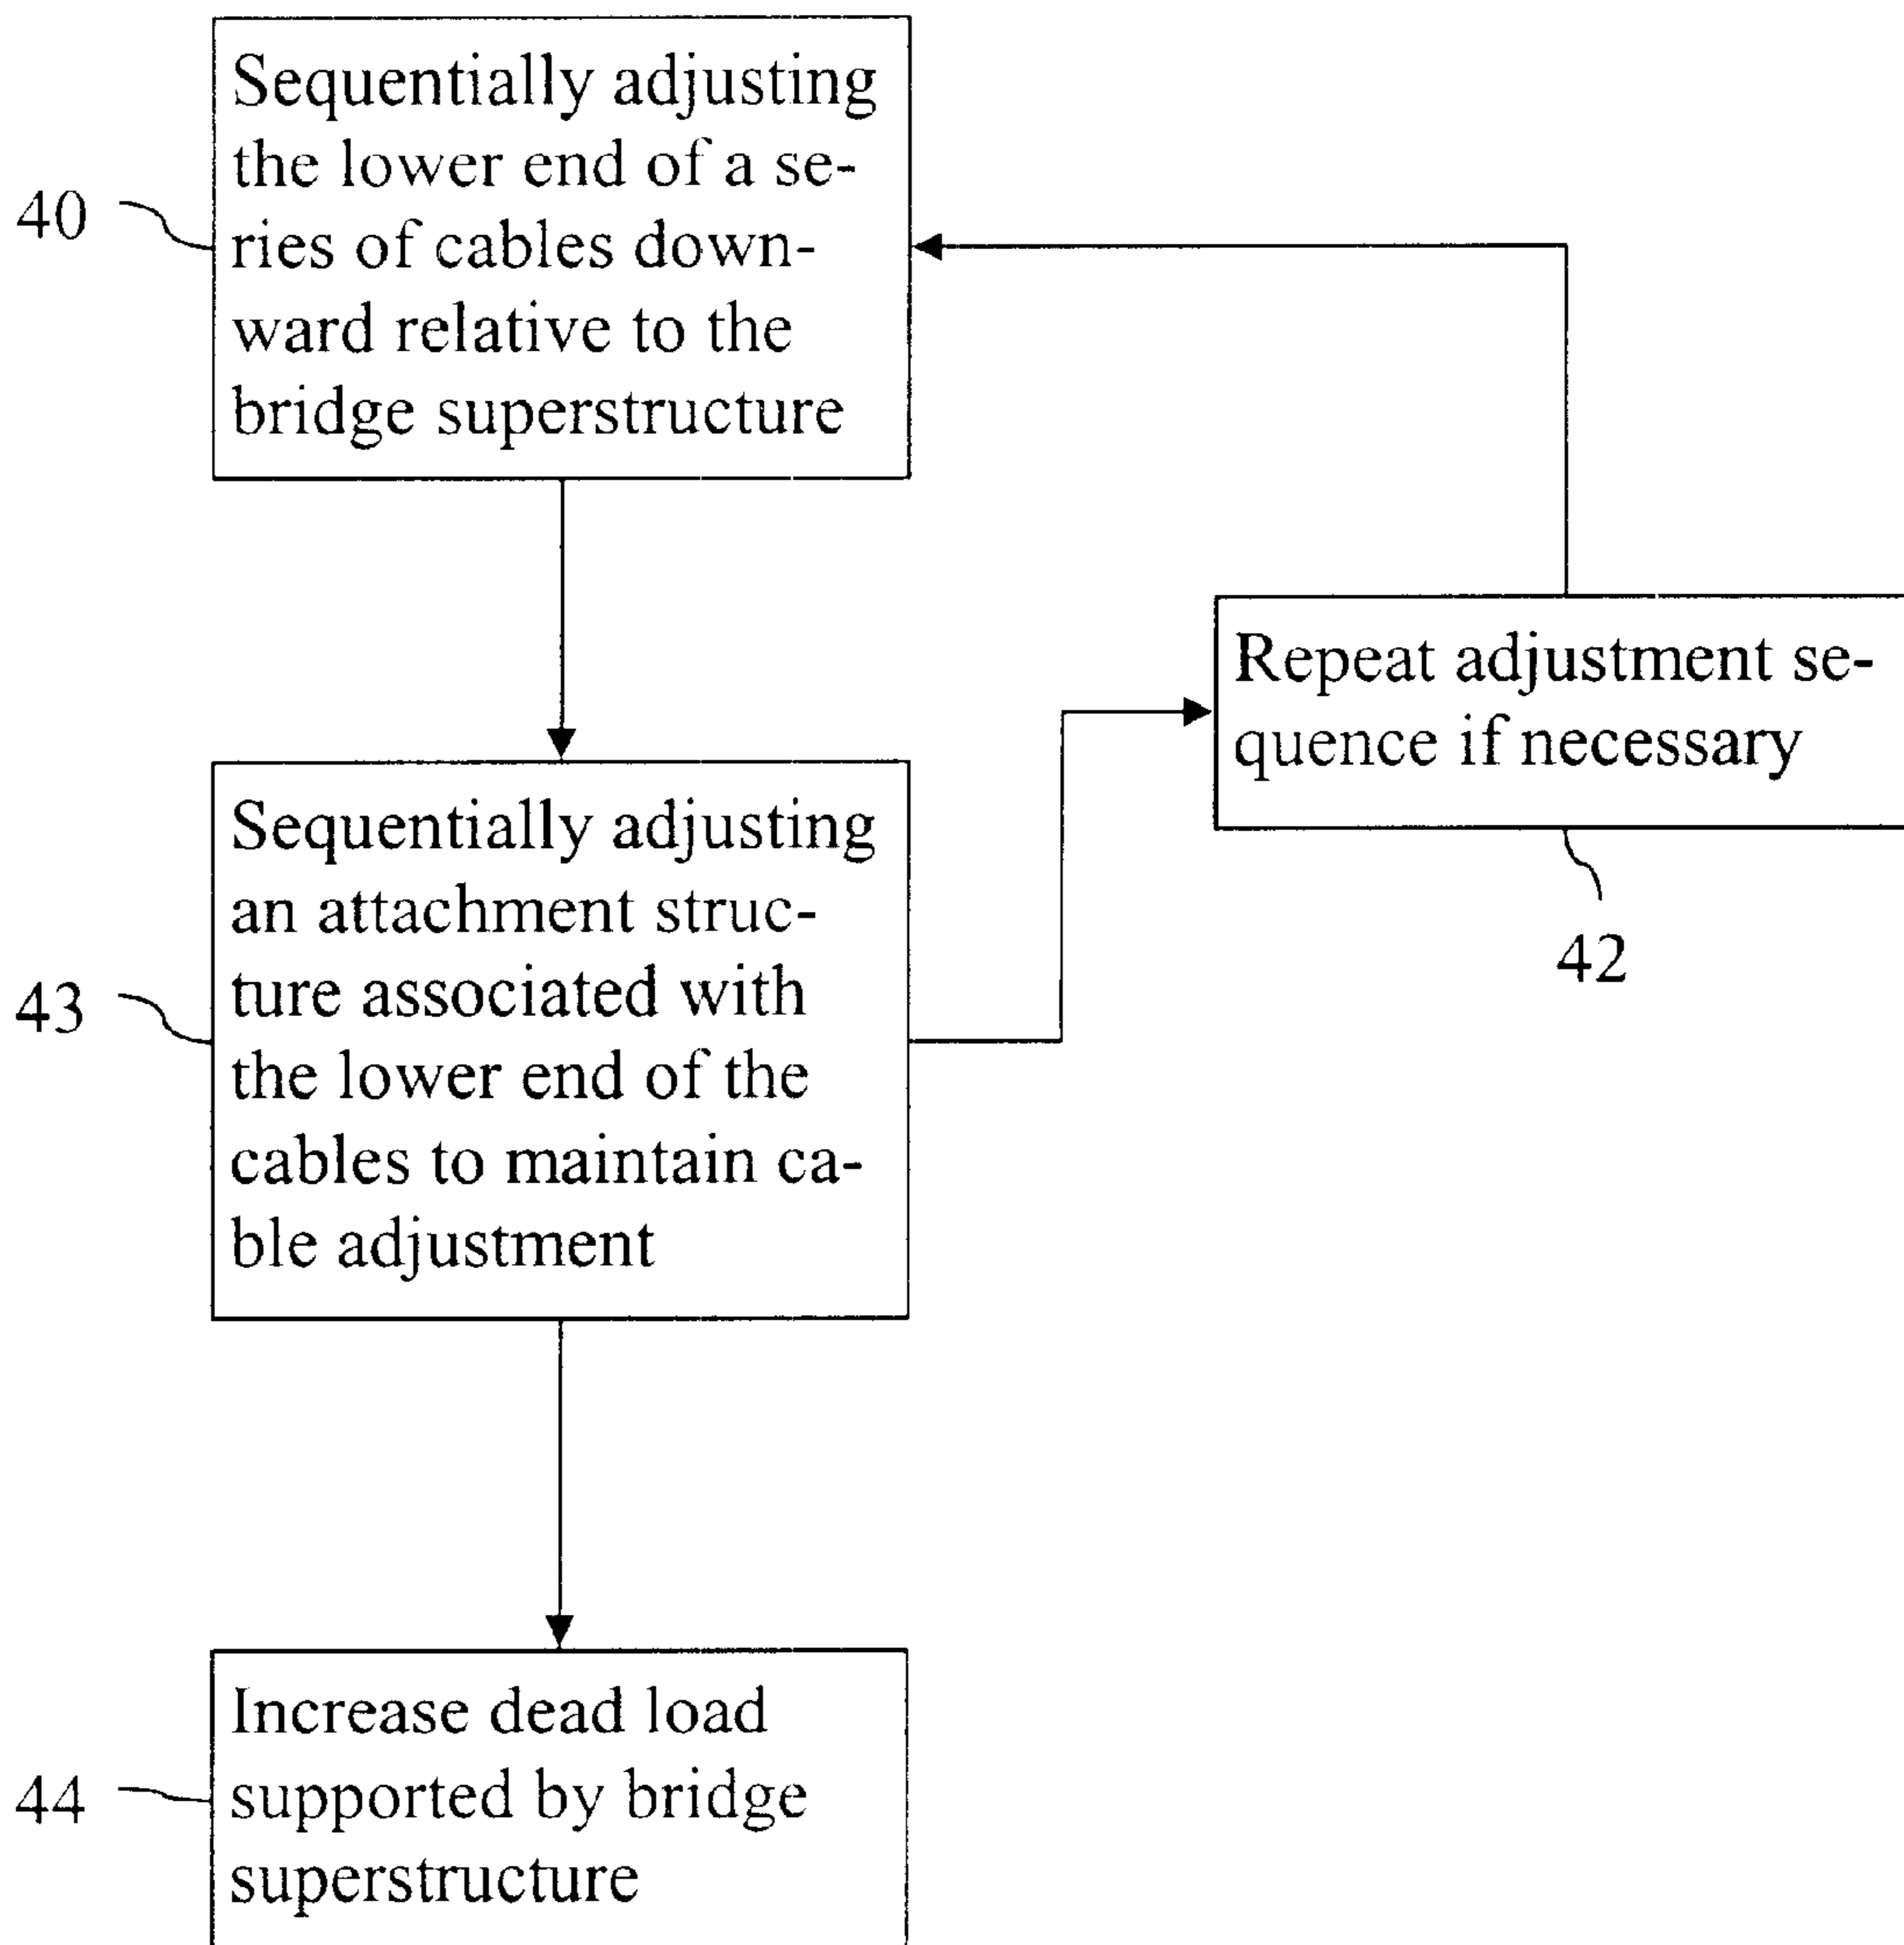 Sequentially adjusting
the lower end of a se-
ries of cables down-
ward relative to the
bridge superstructure
40
Repeat adjustment se-
quence if necessary
42
Sequentially adjusting
an attachment struc-
ture associated with
the lower end of the
cables to maintain ca-
ble adjustment
43
Increase dead load
supported by bridge
superstructure
44